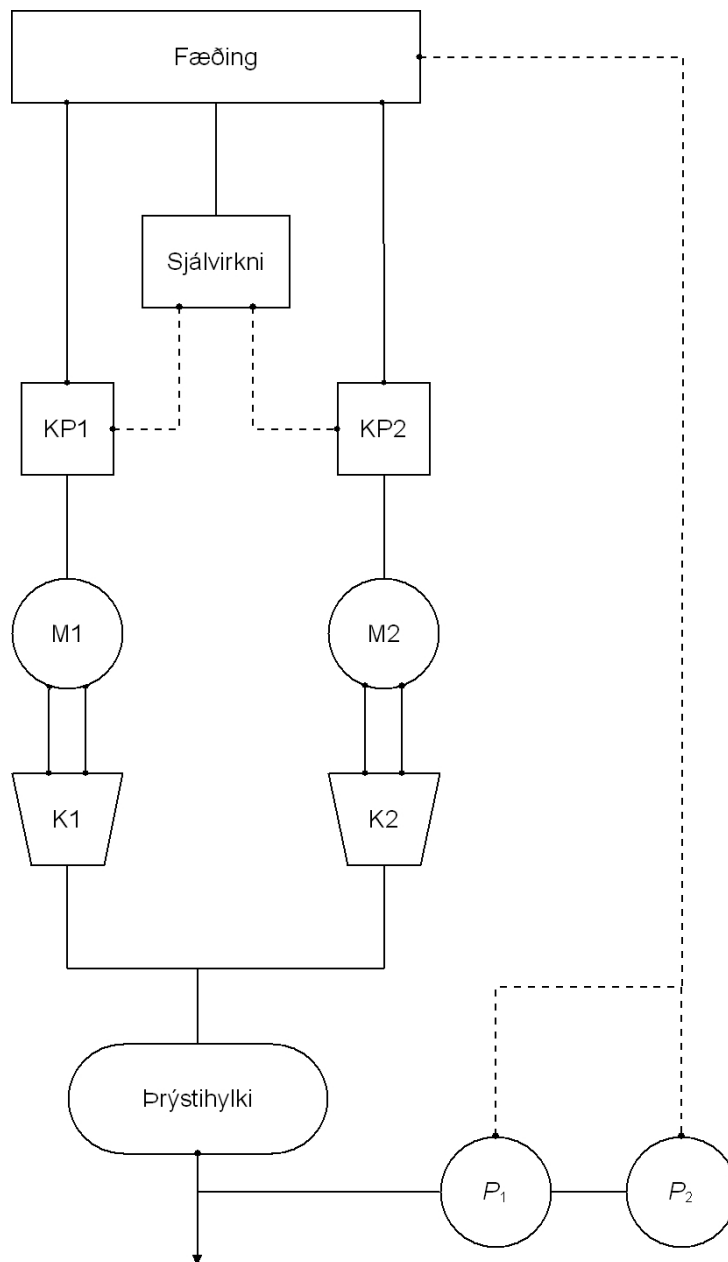 Fæðing
Sjálvirkni
KP1
KP2
M1
M2
K1
K2
Þrýstihylki
P₁
P₂